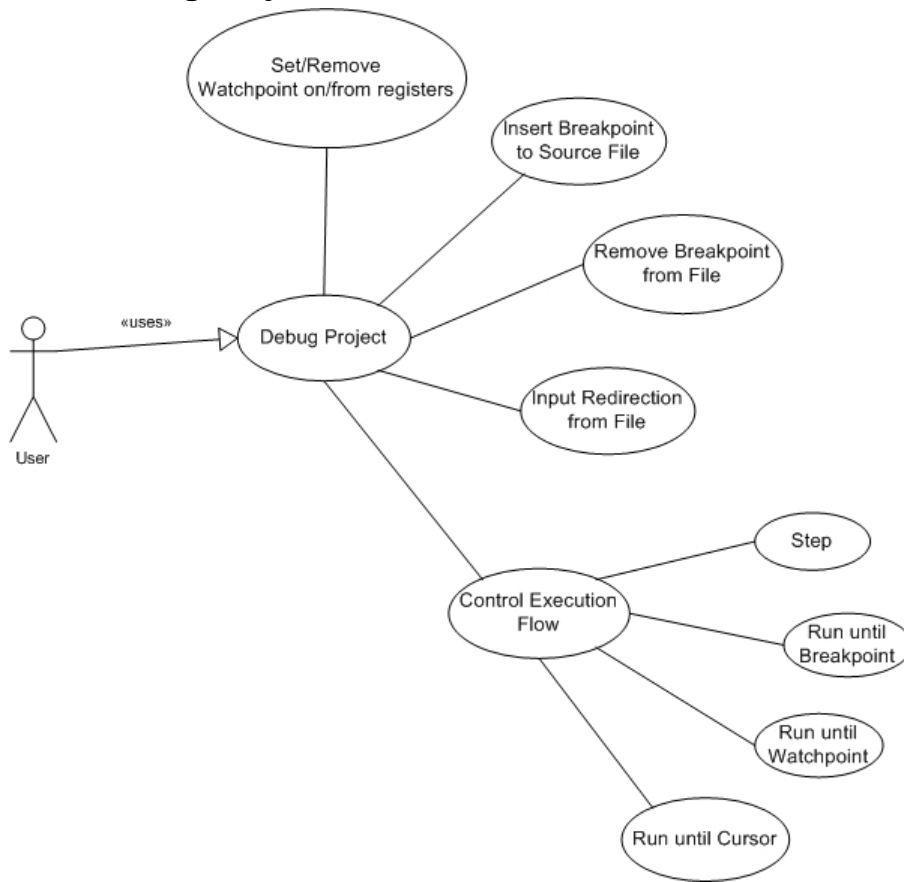 Set/Remove
Watchpoint on/from registers
Insert Breakpoint
to Source File
Remove Breakpoint
from File
«uses»
Debug Project
Input Redirection
from File
User
Step
Control Execution
Flow
Run until
Breakpoint
Run until
Watchpoint
Run until Cursor